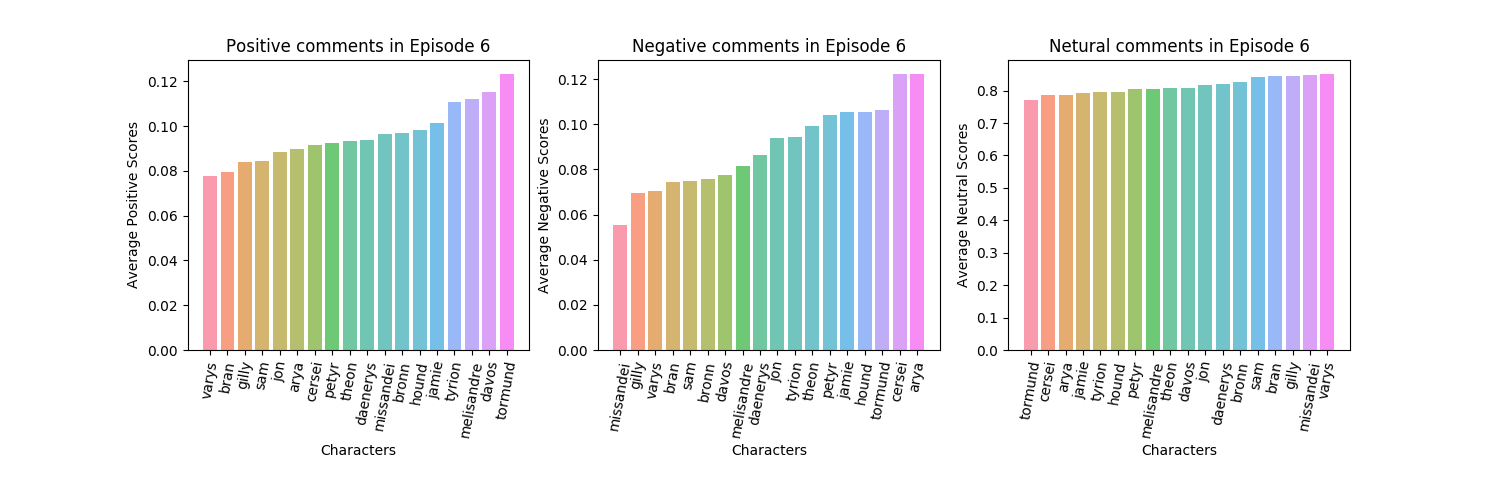 Positive comments in Episode 6
Average Positive Scores
0.12
0.10
0.08
0.06
0.04
0.02
0.00
varys
bran
gilly
sam
jon
arya
cersei
petyr
theon
daenerys
missandei
bronn
hound
jamie
tyrion
melisandre
davos
tormund
Characters
Negative comments in Episode 6
Average Negative Scores
0.12
0.10
0.08
0.06
0.04
0.02
0.00
missandei
gilly
varys
bran
sam
bronn
davos
melisandre
daenerys
jon
tyrion
theon
petyr
jamie
hound
tormund
cersei
arya
Characters
Netural comments in Episode 6
Average Neutral Scores
0.8
0.7
0.6
0.5
0.4
0.3
0.2
0.1
0.0
tormund
cersei
arya
jamie
tyrion
hound
petyr
melisandre
theon
davos
jon
daenerys
bronn
sam
bran
gilly
missandei
varys
Characters